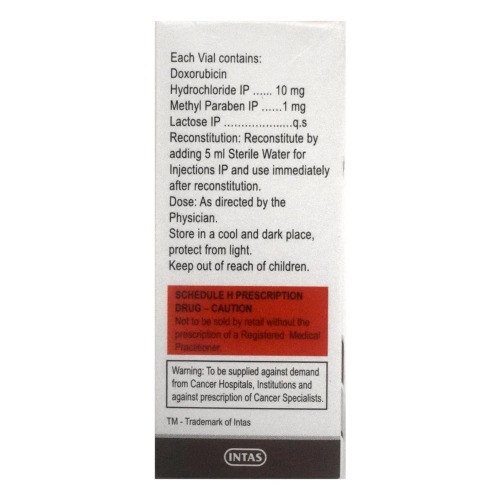 Each Vial contains:
Doxorubicin
Hydrochloride IP ...... 10 mg
Methyl Paraben IP ......1 mg
Lactose IP ....................q.s
Reconstitution: Reconstitute by
adding 5 ml Sterile Water for
Injections IP and use immediately
after reconstitution.
Dose: As directed by the
Physician.
Store in a cool and dark place,
protect from light.
Keep out of reach of children.
SCHEDULE H PRESCRIPTION
DRUG – CAUTION
Not to be sold by retail without the
prescription of a Registered Medical
Practitioner.
Warning: To be supplied against demand
from Cancer Hospitals, Institutions and
against prescription of Cancer Specialists.
TM - Trademark of Intas
INTAS